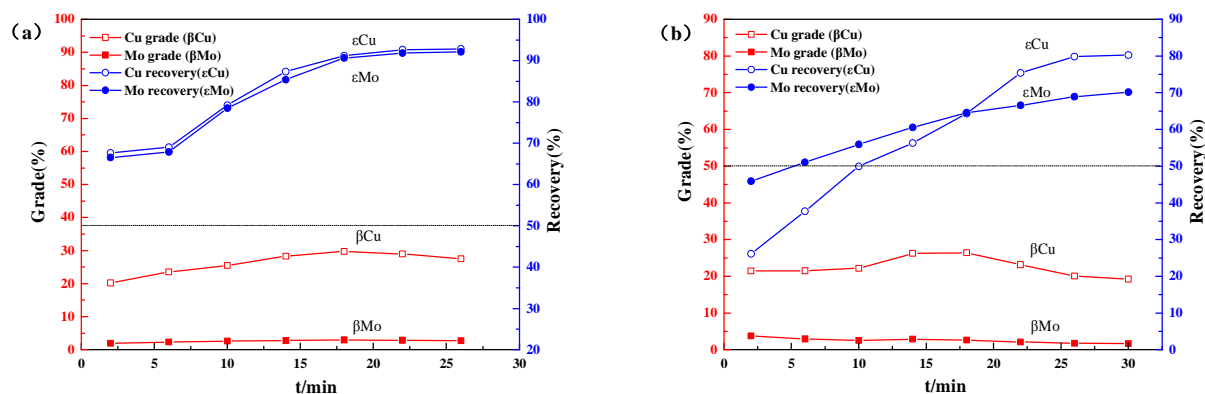 (a)
Cu grade (βCu)
Mo grade (βMo)
Cu recovery(εCu)
Mo recovery(εMo)
εCu
εMo
βCu
βMo
Grade(%)
100
90
80
70
60
50
40
30
20
10
0
Recovery(%)
100
90
80
70
60
50
40
30
20
0 5 10 15 20 25 30
t/min
(b)
Cu grade (βCu)
Mo grade (βMo)
Cu recovery(εCu)
Mo recovery(εMo)
εCu
εMo
βCu
βMo
Grade(%)
90
80
70
60
50
40
30
20
10
0
Recovery(%)
90
80
70
60
50
40
30
20
10
0
0 5 10 15 20 25 30
t/min